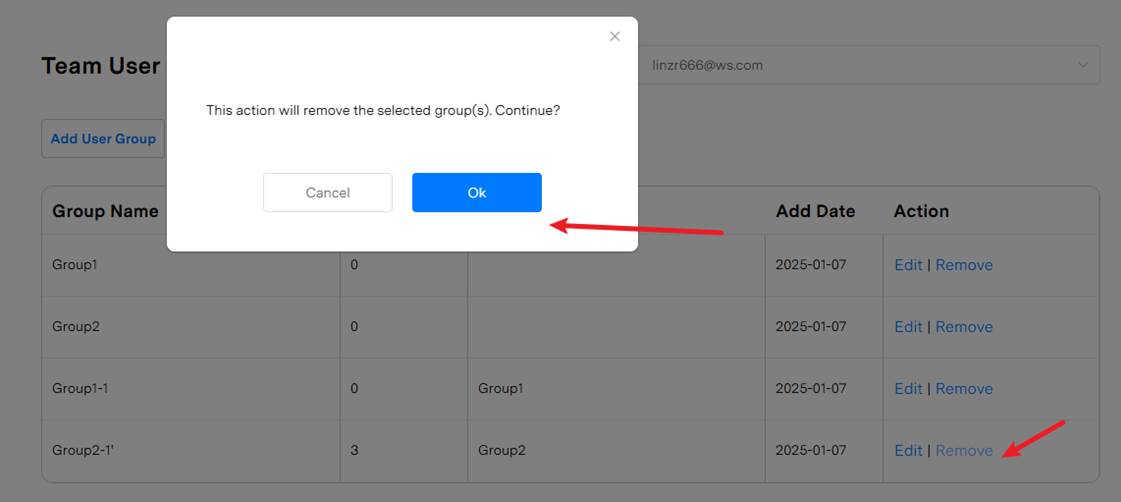 Team User
linzr666@ws.com
This action will remove the selected group(s). Continue?
Add User Group
Cancel
Ok
Group Name Add Date Action
Group1 0 2025-01-07 Edit | Remove
Group2 0 2025-01-07 Edit | Remove
Group1-1 0 Group1 2025-01-07 Edit | Remove
Group2-1' 3 Group2 2025-01-07 Edit | Remove